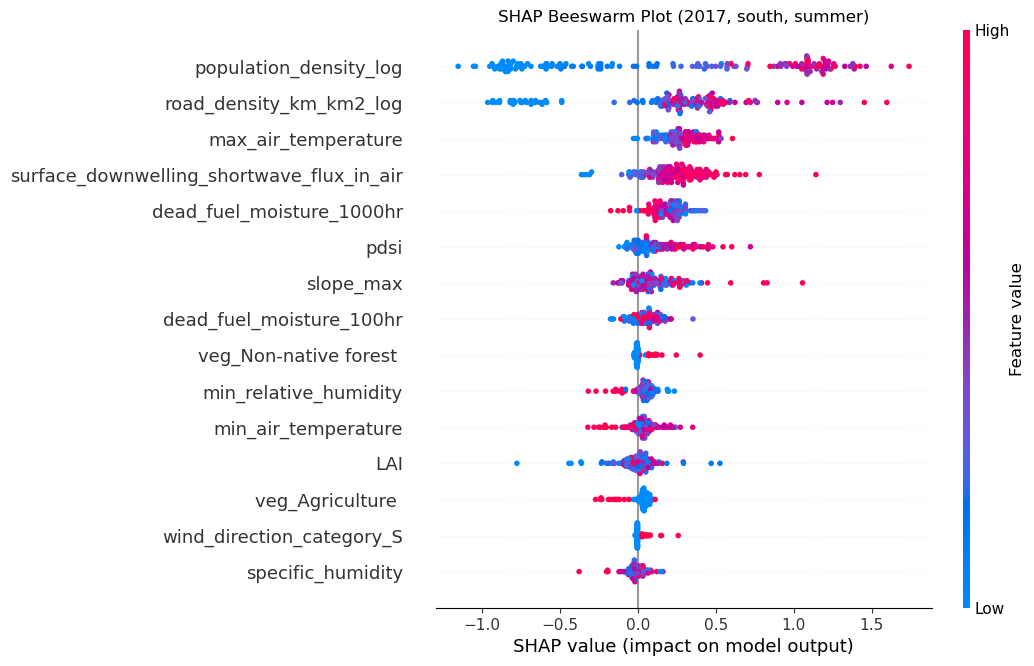 SHAP Beeswarm Plot (2017, south, summer)
High
population_density_log
road_density_km_km2_log
max_air_temperature
surface_downwelling_shortwave_flux_in_air
dead_fuel_moisture_1000hr
pdsi
slope_max
dead_fuel_moisture_100hr
veg_Non-native forest
min_relative_humidity
min_air_temperature
LAI
veg_Agriculture
wind_direction_category_S
specific_humidity
Feature value
Low
−1.0 −0.5 0.0 0.5 1.0 1.5
SHAP value (impact on model output)